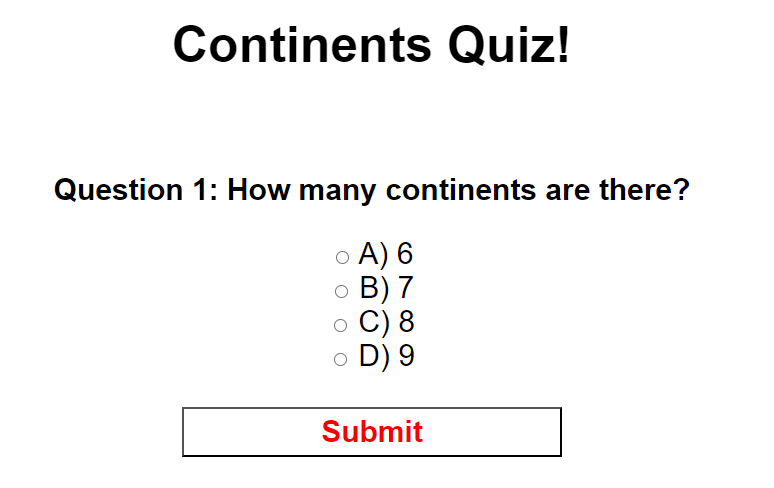 Continents Quiz!
Question 1: How many continents are there?
A) 6
B) 7
C) 8
D) 9
Submit